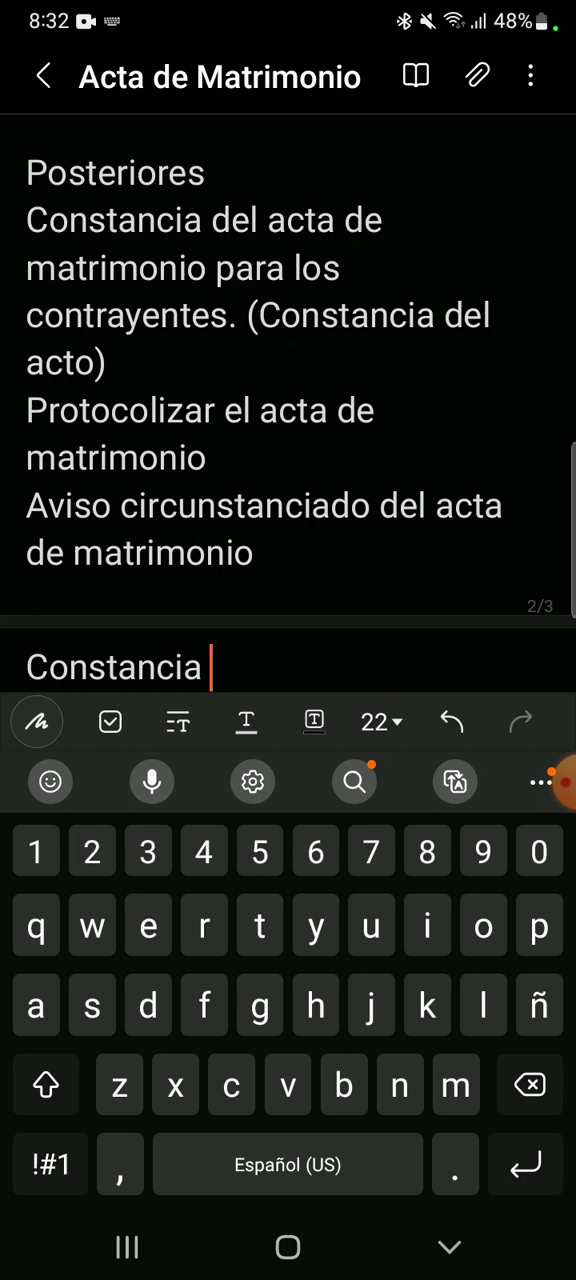 8:32 48%
Acta de Matrimonio
Posteriores
Constancia del acta de
matrimonio para los
contrayentes. (Constancia del
acto)
Protocolizar el acta de
matrimonio
Aviso circunstanciado del acta
de matrimonio
2/3
Constancia
T T T 22
1 2 3 4 5 6 7 8 9 0
q w e r t y u i o p
a s d f g h j k l ñ
z x c v b n m
!#1 , Español (US) .